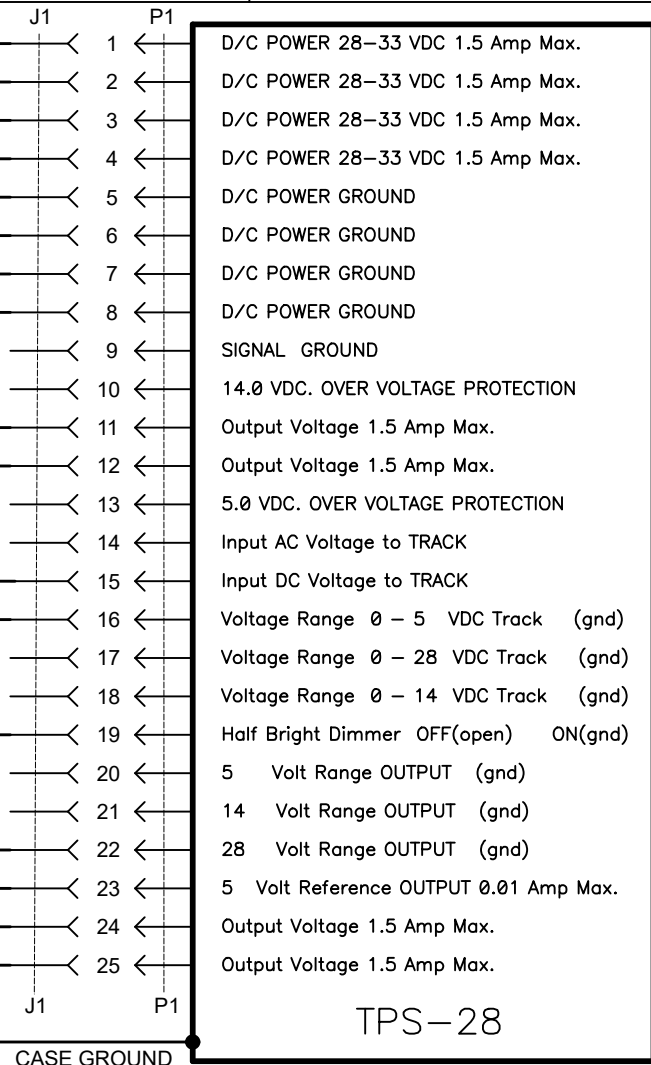 J1 P1
1 D/C POWER 28–33 VDC 1.5 Amp Max.
2 D/C POWER 28–33 VDC 1.5 Amp Max.
3 D/C POWER 28–33 VDC 1.5 Amp Max.
4 D/C POWER 28–33 VDC 1.5 Amp Max.
5 D/C POWER GROUND
6 D/C POWER GROUND
7 D/C POWER GROUND
8 D/C POWER GROUND
9 SIGNAL GROUND
10 14.0 VDC. OVER VOLTAGE PROTECTION
11 Output Voltage 1.5 Amp Max.
12 Output Voltage 1.5 Amp Max.
13 5.0 VDC. OVER VOLTAGE PROTECTION
14 Input AC Voltage to TRACK
15 Input DC Voltage to TRACK
16 Voltage Range 0 – 5 VDC Track (gnd)
17 Voltage Range 0 – 28 VDC Track (gnd)
18 Voltage Range 0 – 14 VDC Track (gnd)
19 Half Bright Dimmer OFF(open) ON(gnd)
20 5 Volt Range OUTPUT (gnd)
21 14 Volt Range OUTPUT (gnd)
22 28 Volt Range OUTPUT (gnd)
23 5 Volt Reference OUTPUT 0.01 Amp Max.
24 Output Voltage 1.5 Amp Max.
25 Output Voltage 1.5 Amp Max.
J1 P1
TPS–28
CASE GROUND